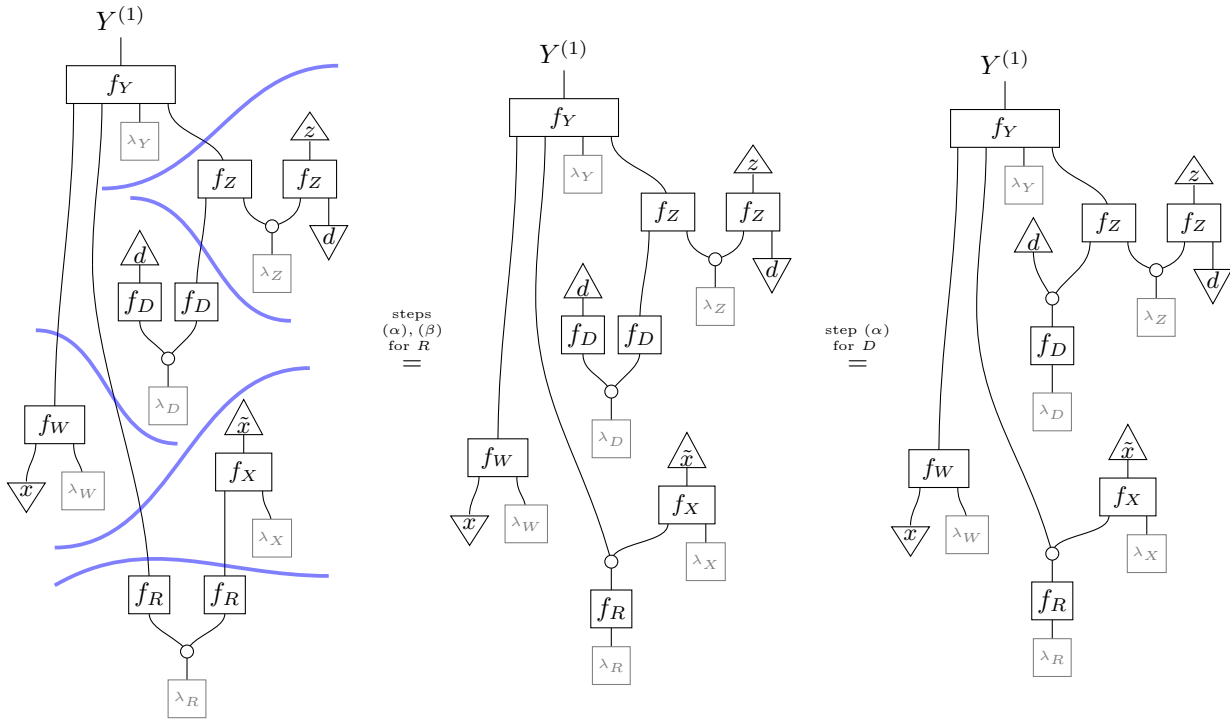 Y^{(1)}
f_Y
λ_Y
z
f_Z f_Z
d
λ_Z
d
f_D f_D
λ_D
f_W
x̃
f_X
x
λ_W
λ_X
f_R f_R
λ_R
steps
(α), (β)
for R
=
Y^{(1)}
f_Y
λ_Y
z
f_Z f_Z
d
λ_Z
d
f_D f_D
λ_D
f_W
x̃
f_X
x
λ_W
λ_X
f_R
λ_R
step (α)
for D
=
Y^{(1)}
f_Y
λ_Y
z
f_Z f_Z
d
d
λ_Z
f_D
λ_D
f_W
x̃
f_X
x
λ_W
λ_X
f_R
λ_R